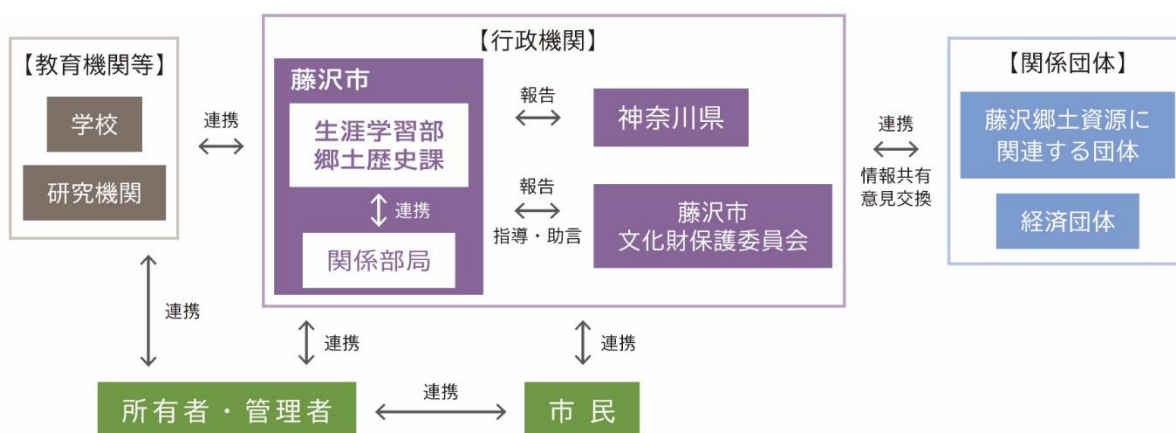 【教育機関等】
学校
研究機関
連携
【行政機関】
藤沢市
生涯学習部
郷土歴史課
連携
関係部局
報告
神奈川県
報告
指導・助言
藤沢市
文化財保護委員会
連携
情報共有
意見交換
【関係団体】
藤沢郷土資源に
関連する団体
経済団体
連携
連携
連携
所有者・管理者
連携
市民